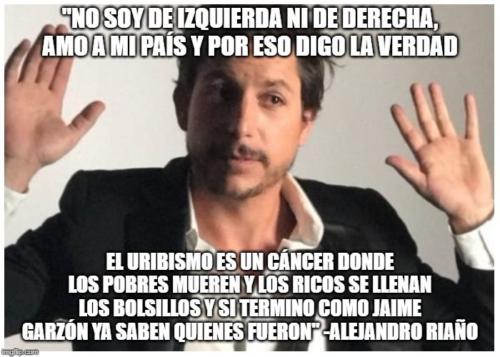 "NO SOY DE IZQUIERDA NI DE DERECHA,
AMO A MI PAÍS Y POR ESO DIGO LA VERDAD
EL URIBISMO ES UN CÁNCER DONDE
LOS POBRES MUEREN Y LOS RICOS SE LLENAN
LOS BOLSILLOS Y SI TERMINO COMO JAIME
GARZÓN YA SABEN QUIENES FUERON" -ALEJANDRO RIAÑO
imgflip.com